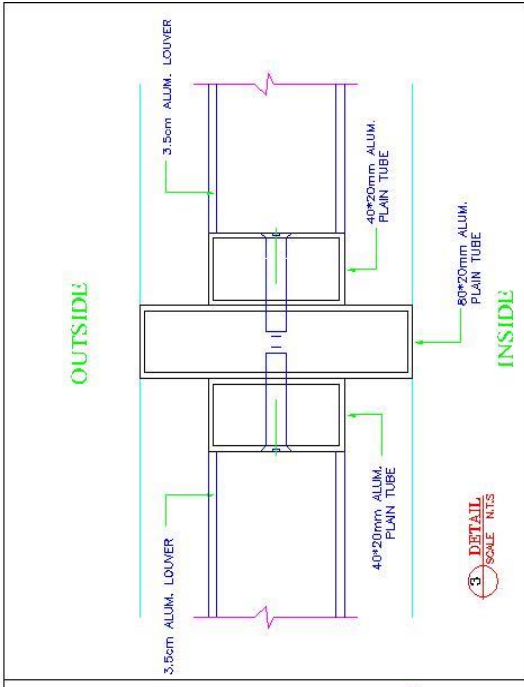 OUTSIDE
3.5cm ALUM. LOUVER
3.5cm ALUM. LOUVER
40*20mm ALUM.
PLAIN TUBE
40*20mm ALUM.
PLAIN TUBE
80*20mm ALUM.
PLAIN TUBE
INSIDE
3 DETAIL
SCALE N.T.S